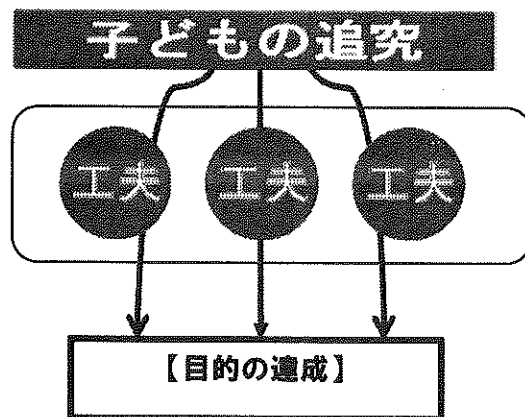 子どもの追究
工夫 工夫 工夫
【目的の達成】